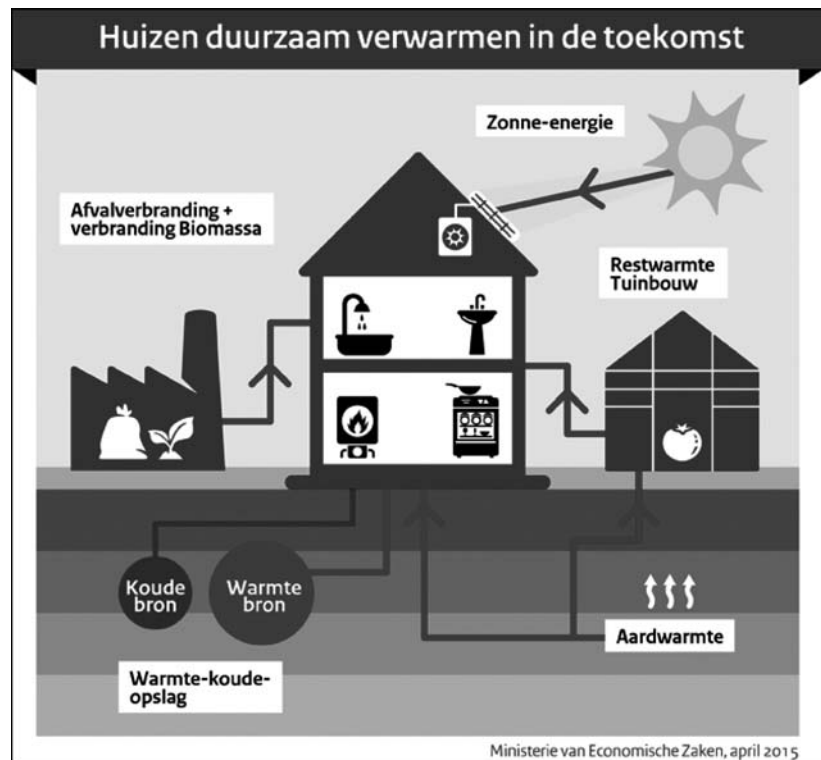 Huizen duurzaam verwarmen in de toekomst
Zonne-energie
Afvalverbranding +
verbranding Biomassa
Restwarmte
Tuinbouw
Koude
bron
Warmte
bron
Aardwarmte
Warmte-koude-
opslag
Ministerie van Economische Zaken, april 2015